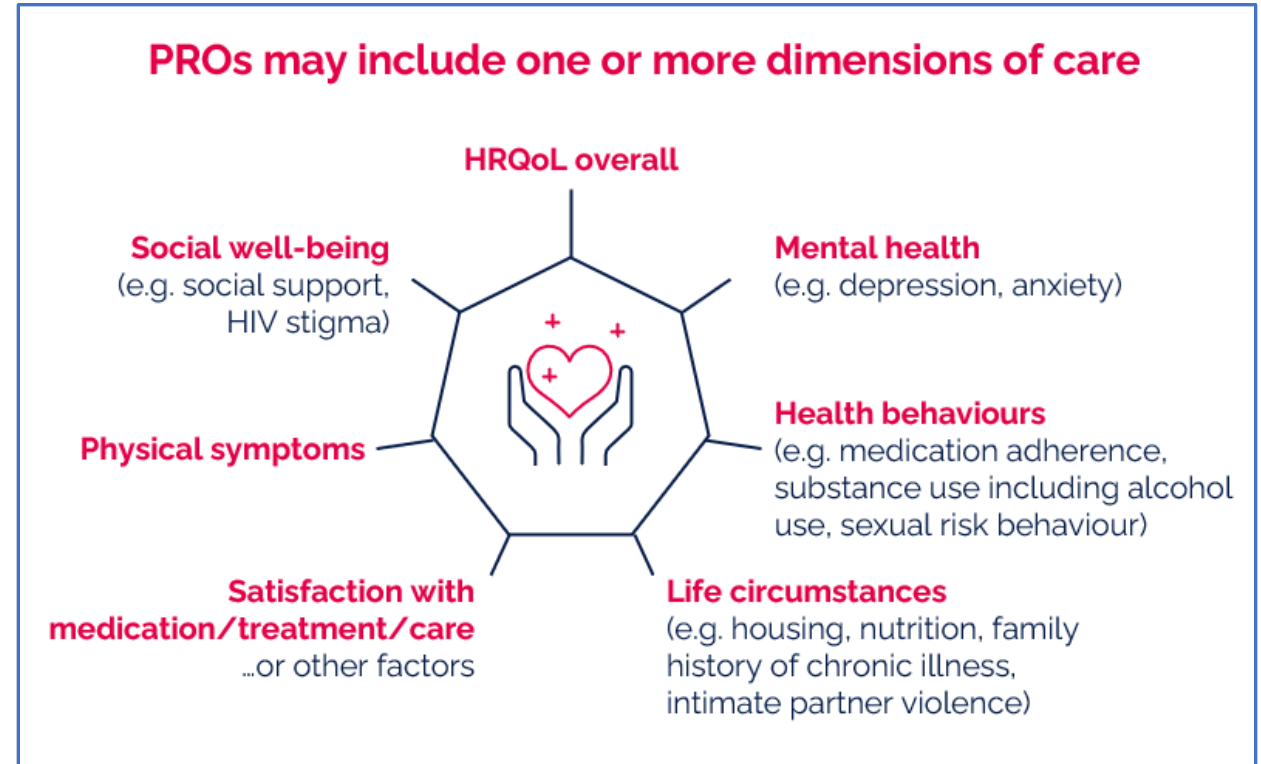 PROs may include one or more dimensions of care
HRQoL overall
Mental health
(e.g. depression, anxiety)
Health behaviours
(e.g. medication adherence,
substance use including alcohol
use, sexual risk behaviour)
Life circumstances
(e.g. housing, nutrition, family
history of chronic illness,
intimate partner violence)
Satisfaction with
medication/treatment/care
...or other factors
Physical symptoms
Social well-being
(e.g. social support,
HIV stigma)